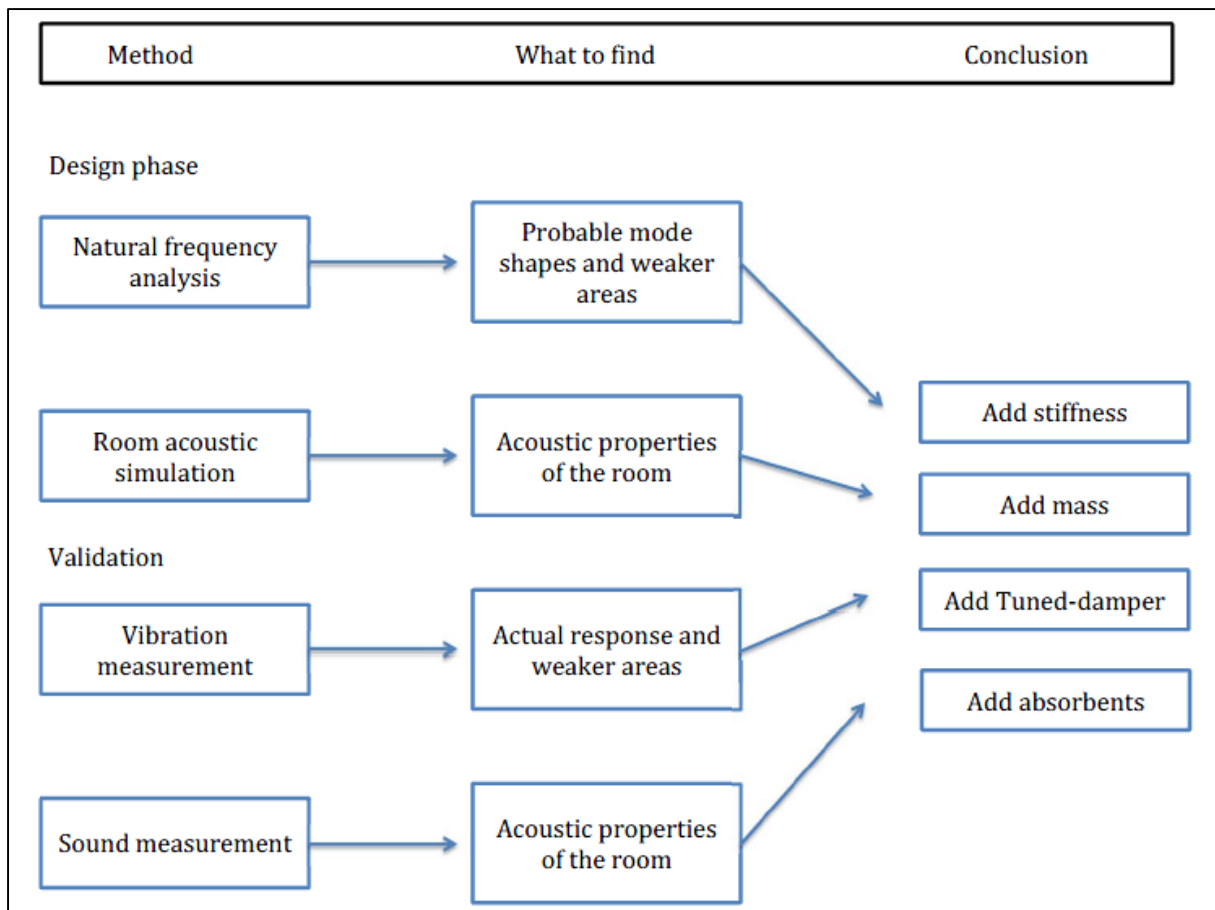 Method What to find Conclusion
Design phase
Natural frequency
analysis
Probable mode
shapes and weaker
areas
Add stiffness
Room acoustic
simulation
Acoustic properties
of the room
Add mass
Validation
Vibration
measurement
Actual response and
weaker areas
Add Tuned-damper
Add absorbents
Sound measurement
Acoustic properties
of the room